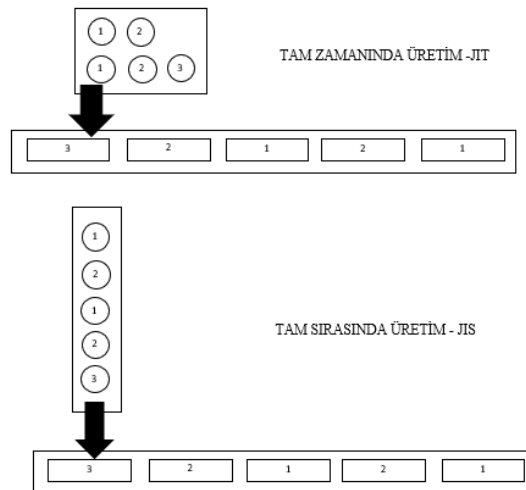 1 2
TAM ZAMANINDA ÜRETİM -JIT
1 2 3
3 2 1 2 1
1
2
1
TAM SIRASINDA ÜRETİM - JIS
2
3
3 2 1 2 1